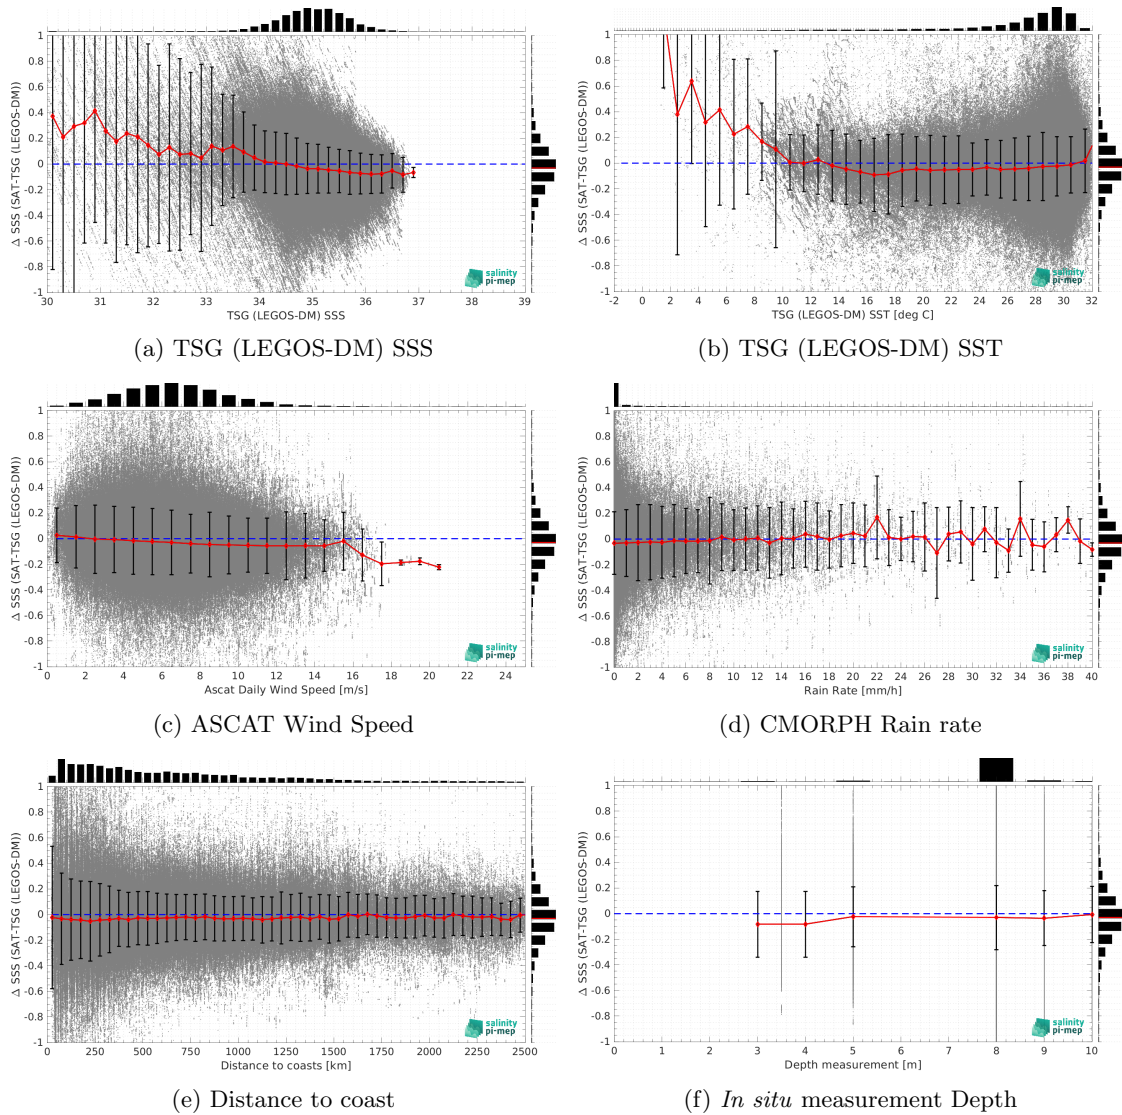 1
0.8
0.6
0.4
0.2
0
-0.2
-0.4
-0.6
-0.8
-1
Δ SSS (SAT-TSG (LEGOS-DM))
salinity
pi-mep
30 31 32 33 34 35 36 37 38 39
TSG (LEGOS-DM) SSS
(a) TSG (LEGOS-DM) SSS
1
0.8
0.6
0.4
0.2
0
-0.2
-0.4
-0.6
-0.8
-1
Δ SSS (SAT-TSG (LEGOS-DM))
salinity
pi-mep
-2 0 2 4 6 8 10 12 14 16 18 20 22 24 26 28 30 32
TSG (LEGOS-DM) SST [deg C]
(b) TSG (LEGOS-DM) SST
1
0.8
0.6
0.4
0.2
0
-0.2
-0.4
-0.6
-0.8
-1
Δ SSS (SAT-TSG (LEGOS-DM))
salinity
pi-mep
0 2 4 6 8 10 12 14 16 18 20 22 24
Ascat Daily Wind Speed [m/s]
(c) ASCAT Wind Speed
1
0.8
0.6
0.4
0.2
0
-0.2
-0.4
-0.6
-0.8
-1
Δ SSS (SAT-TSG (LEGOS-DM))
salinity
pi-mep
0 2 4 6 8 10 12 14 16 18 20 22 24 26 28 30 32 34 36 38 40
Rain Rate [mm/h]
(d) CMORPH Rain rate
1
0.8
0.6
0.4
0.2
0
-0.2
-0.4
-0.6
-0.8
-1
Δ SSS (SAT-TSG (LEGOS-DM))
salinity
pi-mep
0 250 500 750 1000 1250 1500 1750 2000 2250 2500
Distance to coasts [km]
(e) Distance to coast
1
0.8
0.6
0.4
0.2
0
-0.2
-0.4
-0.6
-0.8
-1
Δ SSS (SAT-TSG (LEGOS-DM))
salinity
pi-mep
0 1 2 3 4 5 6 7 8 9 10
Depth measurement [m]
(f) In situ measurement Depth